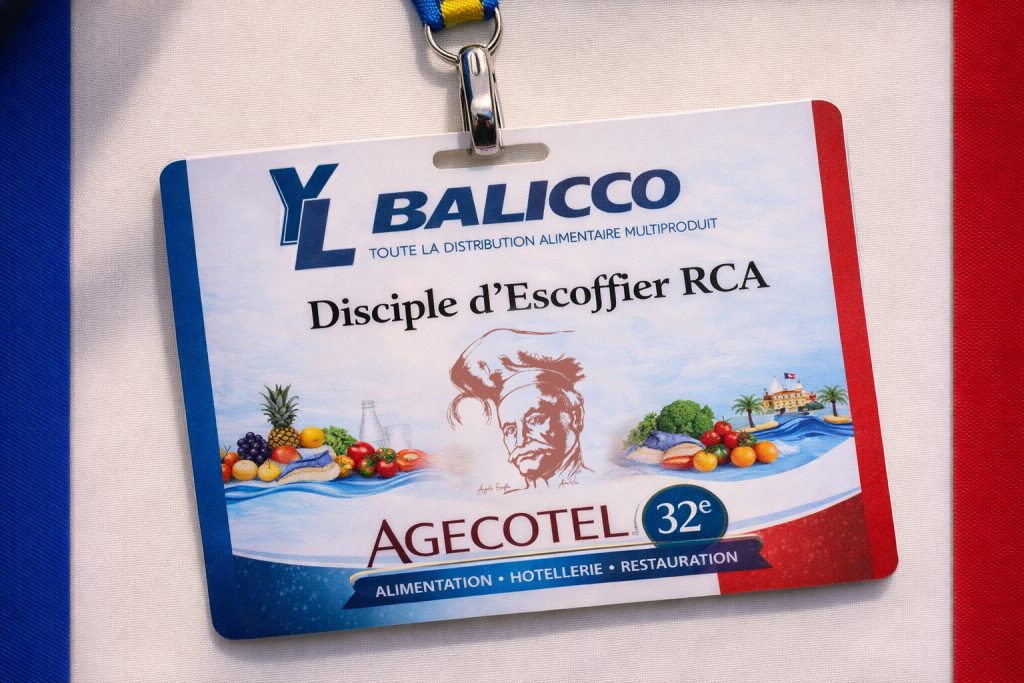 YL BALICCO
TOUTE LA DISTRIBUTION ALIMENTAIRE MULTIPRODUIT
Disciple d'Escoffier RCA
AGECOTEL 32e
ALIMENTATION • HOTELLERIE • RESTAURATION